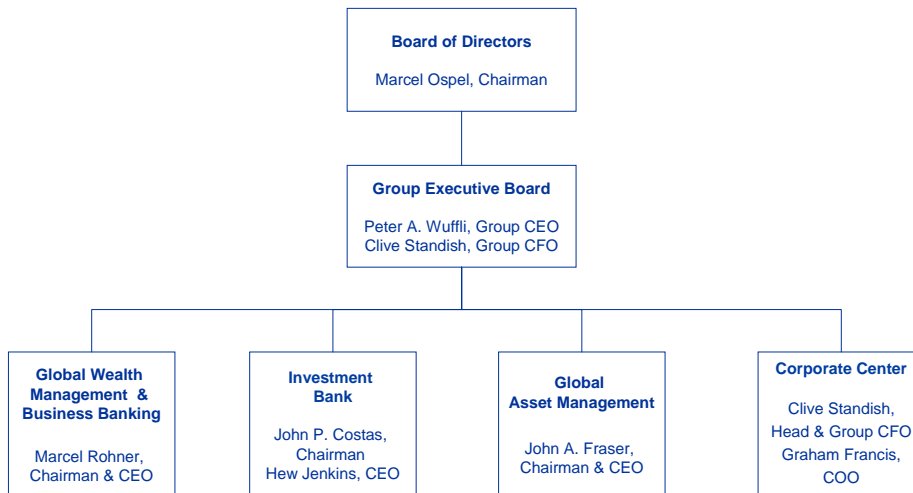 Board of Directors
Marcel Ospel, Chairman
Group Executive Board
Peter A. Wuffli, Group CEO
Clive Standish, Group CFO
Global Wealth
Management &
Business Banking
Marcel Rohner,
Chairman & CEO
Investment
Bank
John P. Costas,
Chairman
Hew Jenkins, CEO
Global
Asset Management
John A. Fraser,
Chairman & CEO
Corporate Center
Clive Standish,
Head & Group CFO
Graham Francis,
COO